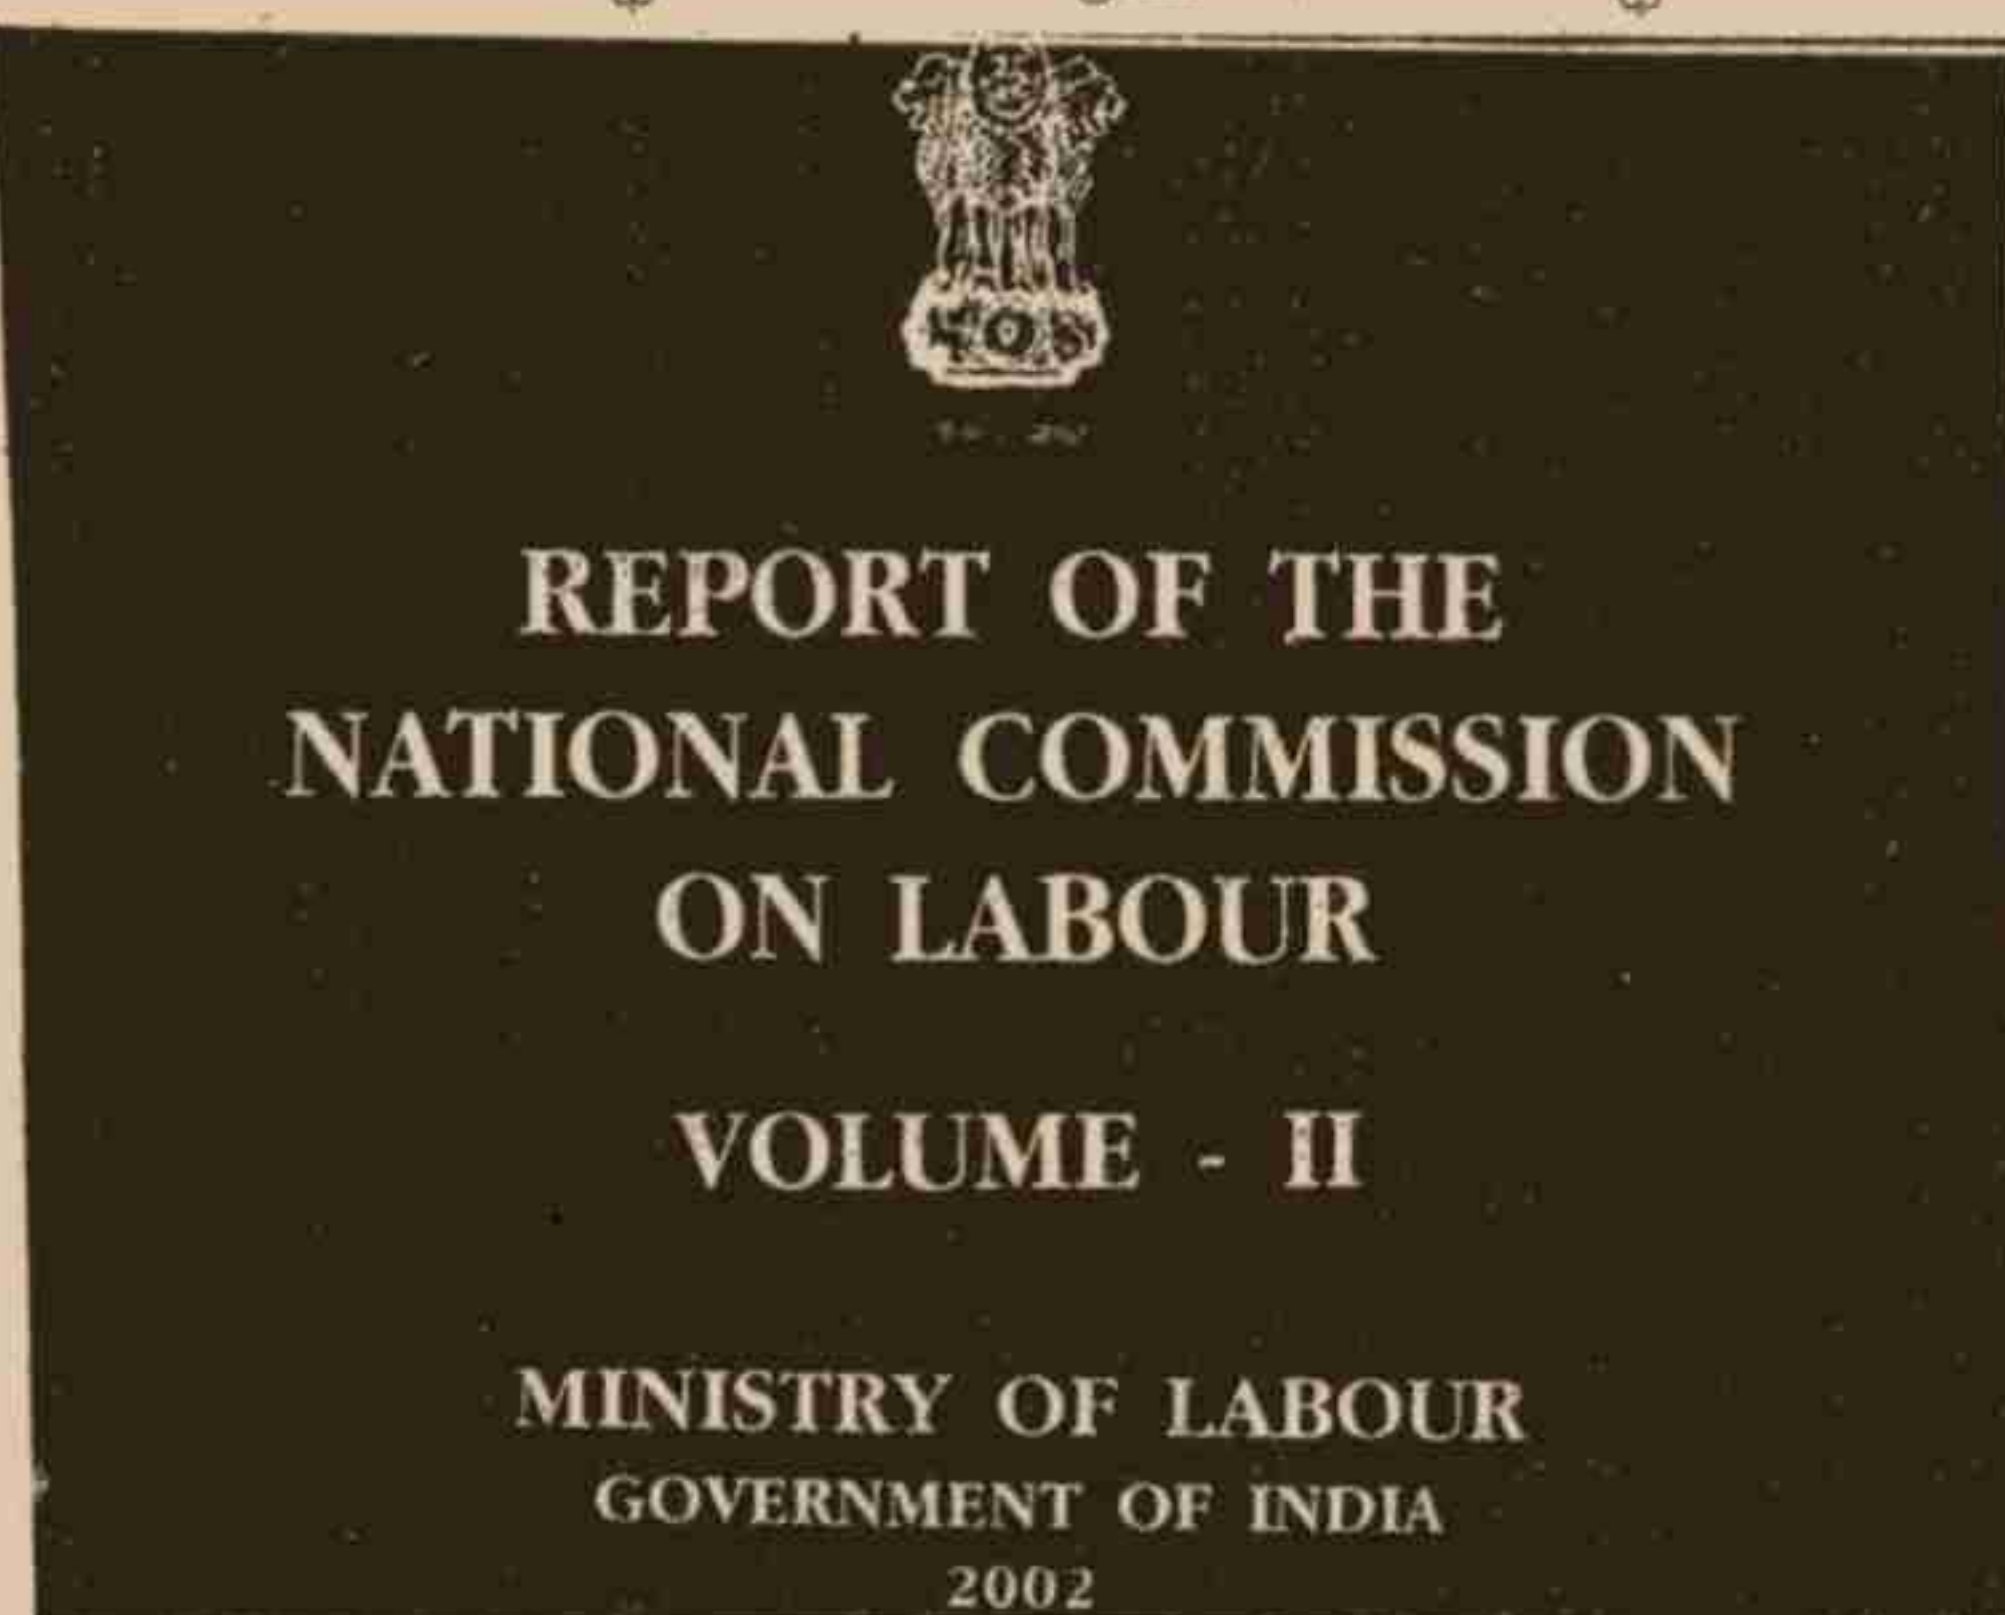 REPORT OF THE
NATIONAL COMMISSION
ON LABOUR
VOLUME - II
MINISTRY OF LABOUR
GOVERNMENT OF INDIA
2002